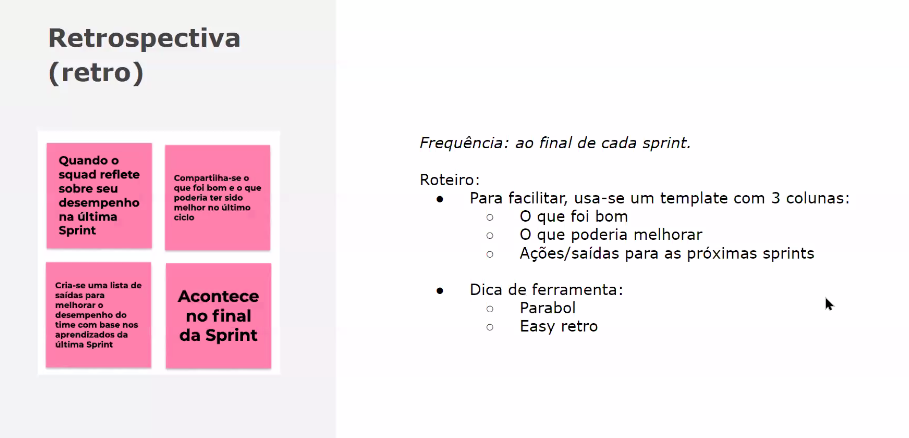 Retrospectiva
(retro)
Quando o
squad reflete
sobre seu
desempenho
na última
Sprint
Compartilha-se o
que foi bom e o que
poderia ter sido
melhor no último
ciclo
Cria-se uma lista de
saídas para
melhorar o
desempenho do
time com base nos
aprendizados da
última Sprint
Acontece
no final
da Sprint
Frequência: ao final de cada sprint.
Roteiro:
● Para facilitar, usa-se um template com 3 colunas:
○ O que foi bom
○ O que poderia melhorar
○ Ações/saídas para as próximas sprints
● Dica de ferramenta:
○ Parabol
○ Easy retro